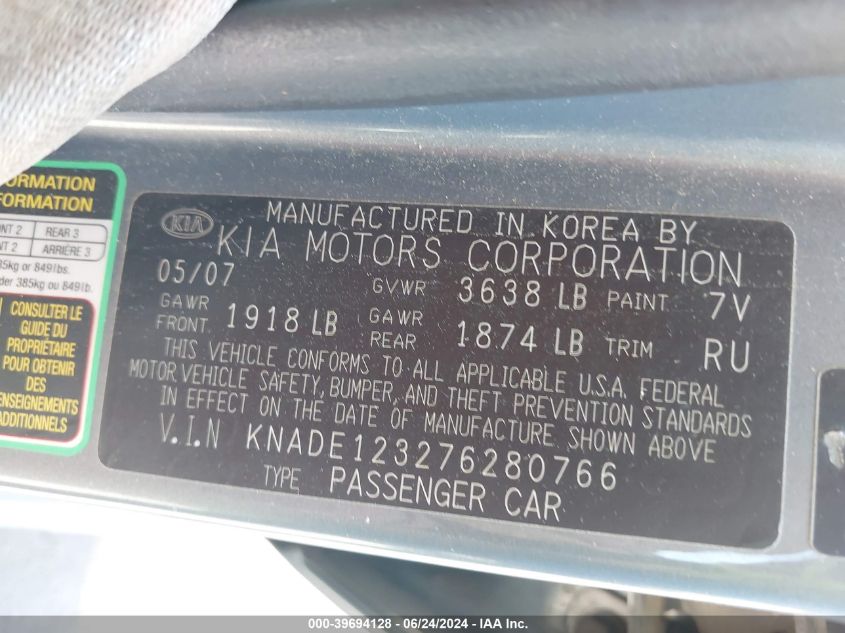 ORMATION
FORMATION
NT 2 REAR 3
NT 2 ARRIÈRE 3
85kg or 849lbs.
der 385kg ou 849lb.
CONSULTER LE
GUIDE DU
PROPRIÉTAIRE
POUR OBTENIR
DES
ENSEIGNEMENTS
ADDITIONNELS
KIA
MANUFACTURED IN KOREA BY
KIA MOTORS CORPORATION
05/07 GVWR 3638 LB PAINT 7V
GAWR FRONT. 1918 LB GAWR REAR 1874 LB TRIM RU
THIS VEHICLE CONFORMS TO ALL APPLICABLE U.S.A. FEDERAL
MOTOR VEHICLE SAFETY, BUMPER, AND THEFT PREVENTION STANDARDS
IN EFFECT ON THE DATE OF MANUFACTURE SHOWN ABOVE
V.I.N KNADE123276280766
TYPE PASSENGER CAR
000-39694128 - 06/24/2024 - IAA Inc.